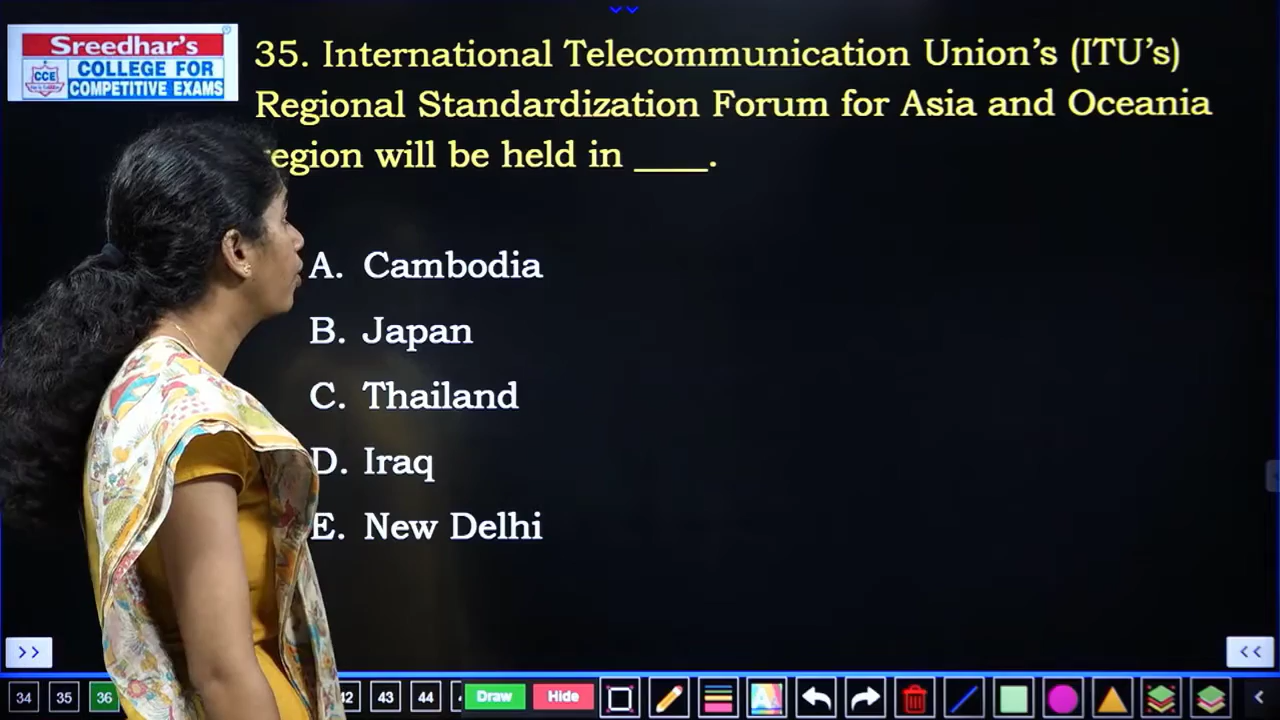 Sreedhar's
CCE
COLLEGE FOR
COMPETITIVE EXAMS
35. International Telecommunication Union's (ITU's)
Regional Standardization Forum for Asia and Oceania
region will be held in ____.
A. Cambodia
B. Japan
C. Thailand
D. Iraq
E. New Delhi
>> <<
34 35 36 42 43 44 Draw Hide A <